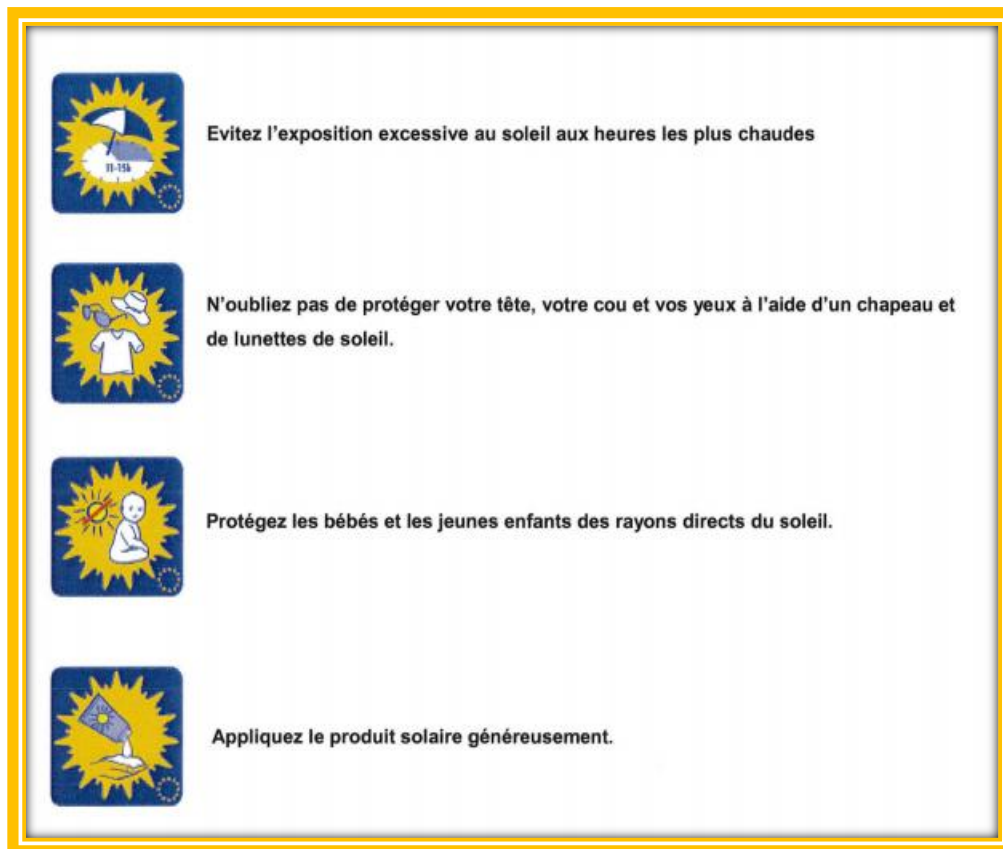 11-15h
Evitez l'exposition excessive au soleil aux heures les plus chaudes
N'oubliez pas de protéger votre tête, votre cou et vos yeux à l'aide d'un chapeau et
de lunettes de soleil.
Protégez les bébés et les jeunes enfants des rayons directs du soleil.
Appliquez le produit solaire généreusement.